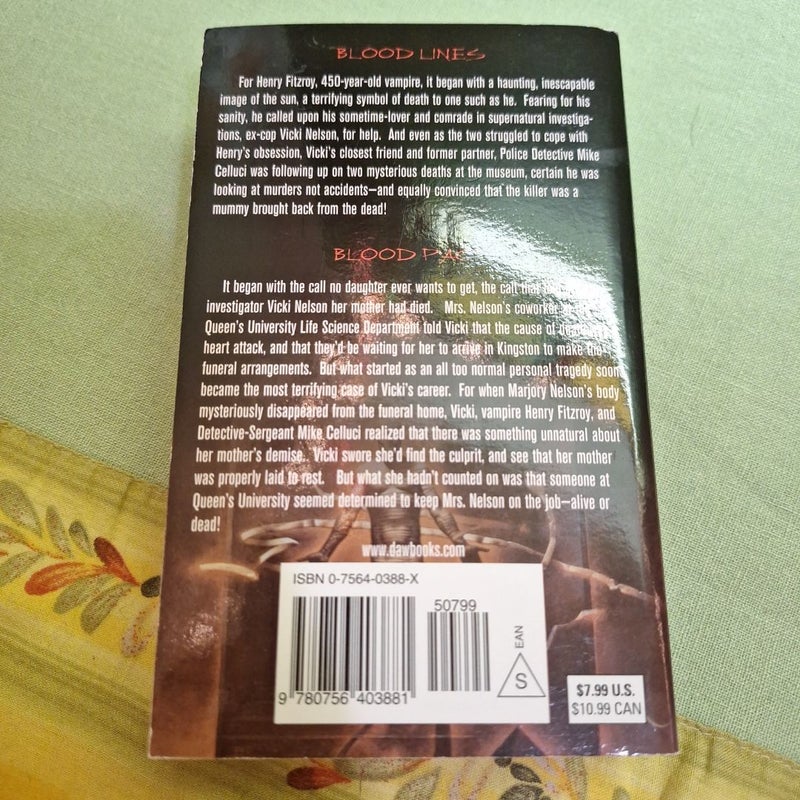 BLOOD LINES
For Henry Fitzroy, 450-year-old vampire, it began with a haunting, inescapable
image of the sun, a terrifying symbol of death to one such as he. Fearing for his
sanity, he called upon his sometime-lover and comrade in supernatural investiga-
tions, ex-cop Vicki Nelson, for help. And even as the two struggled to cope with
Henry's obsession, Vicki's closest friend and former partner, Police Detective Mike
Celluci was following up on two mysterious deaths at the museum, certain he was
looking at murders not accidents—and equally convinced that the killer was a
mummy brought back from the dead!
BLOOD
It began with the call no daughter ever wants to get, the call that
investigator Vicki Nelson her mother had died. Mrs. Nelson's coworker
Queen's University Life Science Department told Vicki that the cause of
heart attack, and that they'd be waiting for her to arrive in Kingston to make the
funeral arrangements. But what started as an all too normal personal tragedy soon
became the most terrifying case of Vicki's career. For when Marjory Nelson's body
mysteriously disappeared from the funeral home, Vicki, vampire Henry Fitzroy, and
Detective-Sergeant Mike Celluci realized that there was something unnatural about
her mother's demise.. Vicki swore she'd find the culprit, and see that her mother
was properly laid to rest. But what she hadn't counted on was that someone at
Queen's University seemed determined to keep Mrs. Nelson on the job—alive or
dead!
www.dawbooks.com
ISBN 0-7564-0388-X
50799
EAN
S
9 780756 403881
$7.99 U.S.
$10.99 CAN